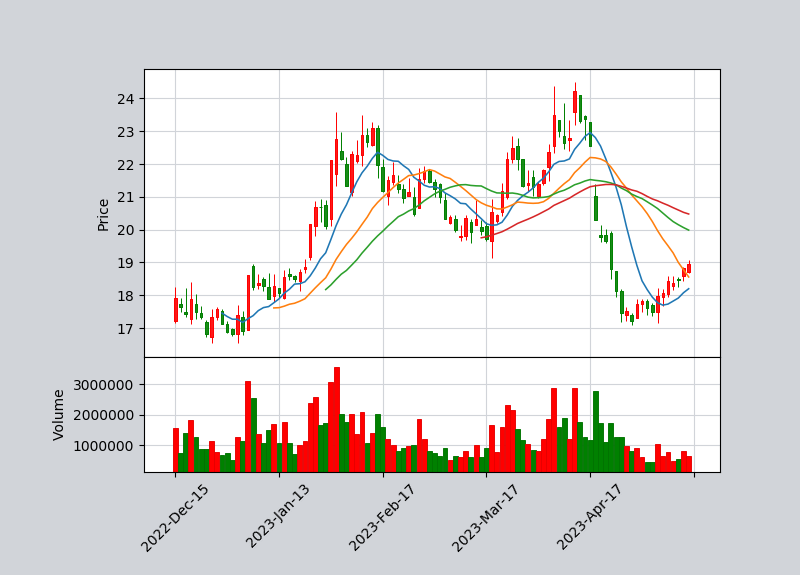 24
23
22
21
20
19
18
17
Price
3000000
2000000
1000000
Volume
2022-Dec-15
2023-Jan-13
2023-Feb-17
2023-Mar-17
2023-Apr-17